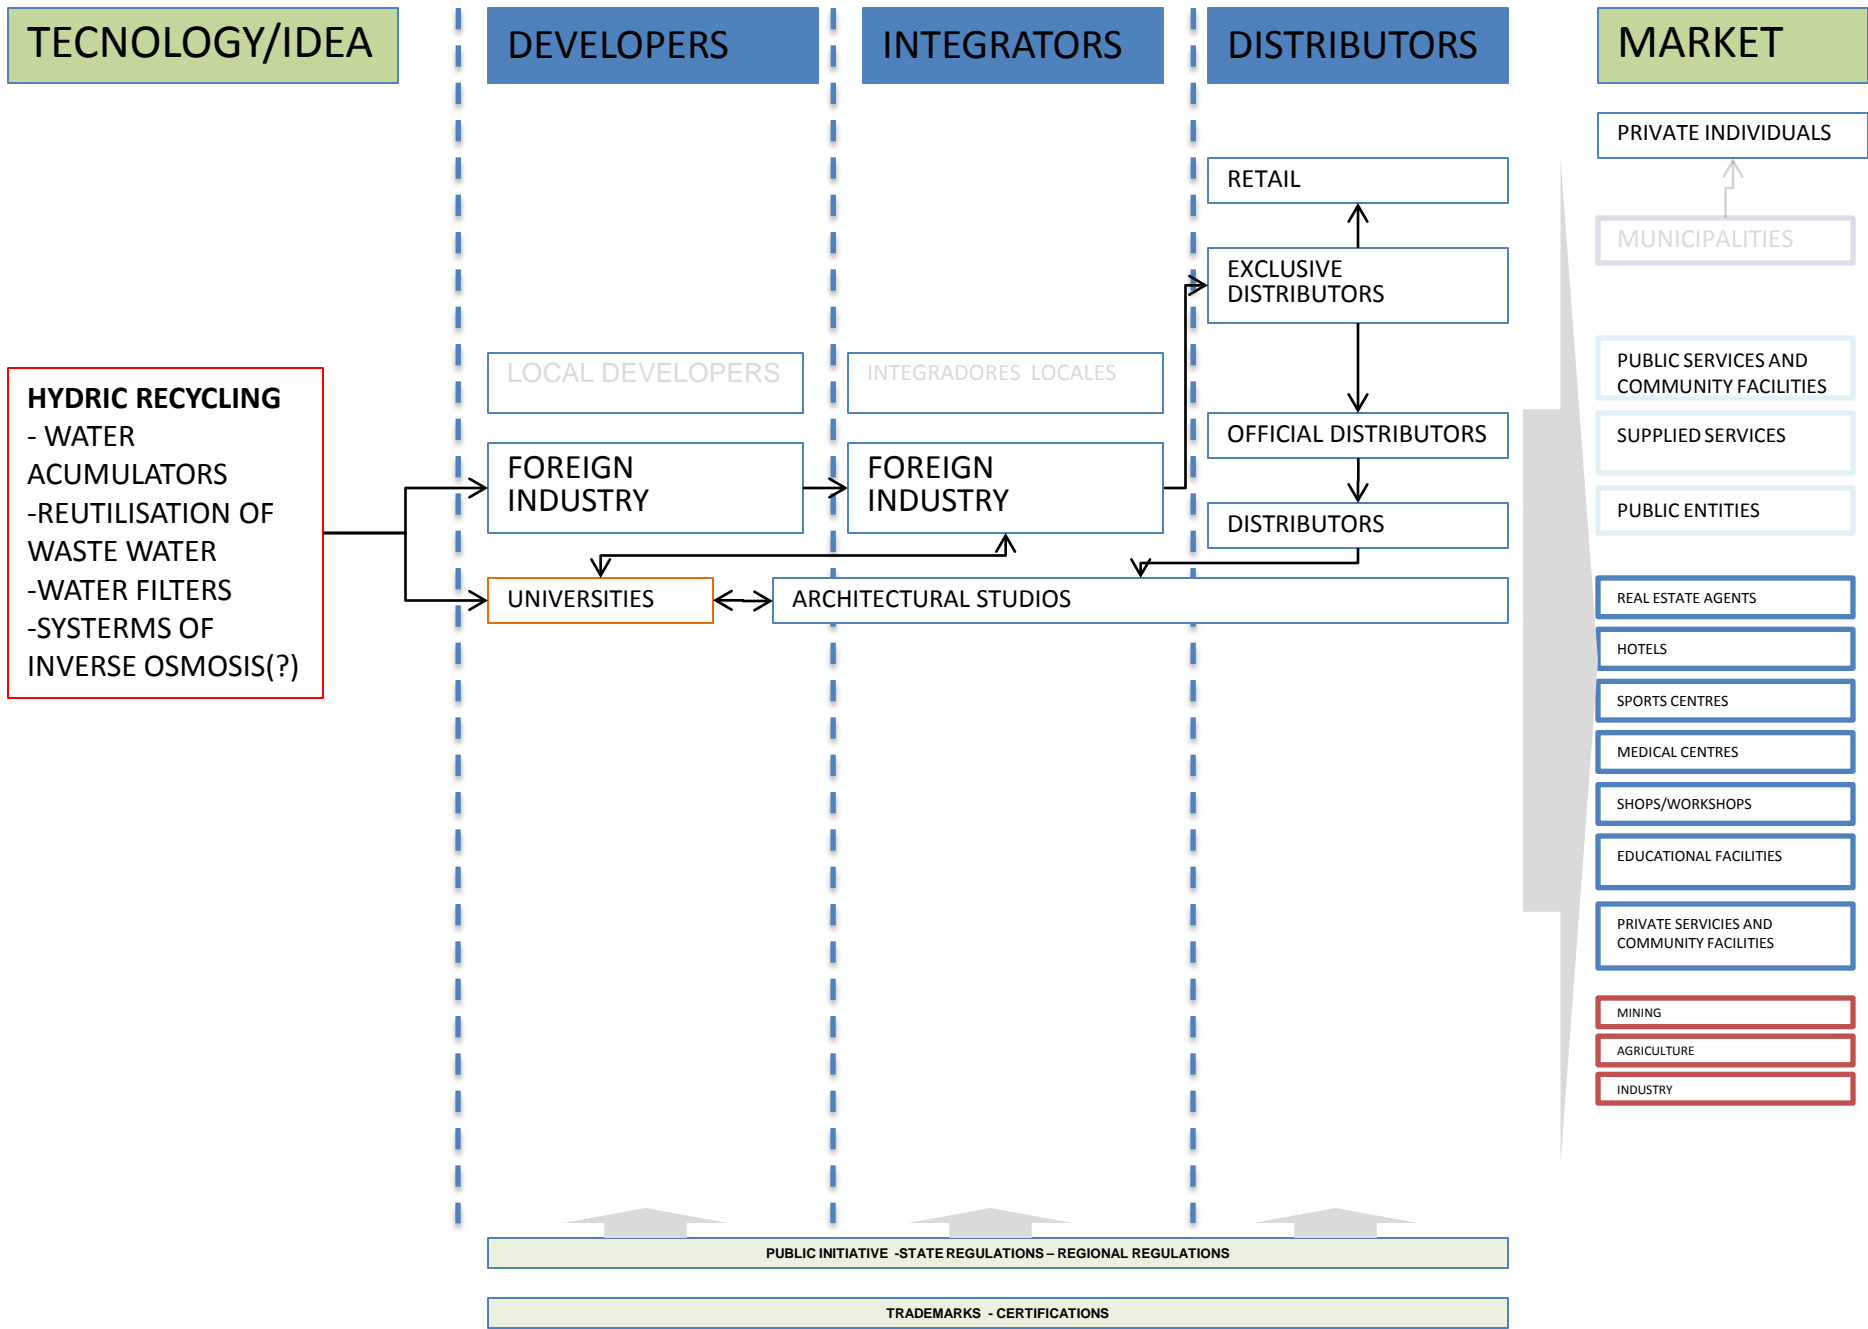 TECNOLOGY/IDEA
DEVELOPERS
INTEGRATORS
DISTRIBUTORS
MARKET
HYDRIC RECYCLING
- WATER
ACUMULATORS
-REUTILISATION OF
WASTE WATER
-WATER FILTERS
-SYSTERMS OF
INVERSE OSMOSIS(?)
LOCAL DEVELOPERS
FOREIGN
INDUSTRY
UNIVERSITIES
INTEGRADORES LOCALES
FOREIGN
INDUSTRY
ARCHITECTURAL STUDIOS
RETAIL
EXCLUSIVE
DISTRIBUTORS
OFFICIAL DISTRIBUTORS
DISTRIBUTORS
PRIVATE INDIVIDUALS
MUNICIPALITIES
PUBLIC SERVICES AND
COMMUNITY FACILITIES
SUPPLIED SERVICES
PUBLIC ENTITIES
REAL ESTATE AGENTS
HOTELS
SPORTS CENTRES
MEDICAL CENTRES
SHOPS/WORKSHOPS
EDUCATIONAL FACILITIES
PRIVATE SERVICIES AND
COMMUNITY FACILITIES
MINING
AGRICULTURE
INDUSTRY
PUBLIC INITIATIVE -STATE REGULATIONS – REGIONAL REGULATIONS
TRADEMARKS - CERTIFICATIONS